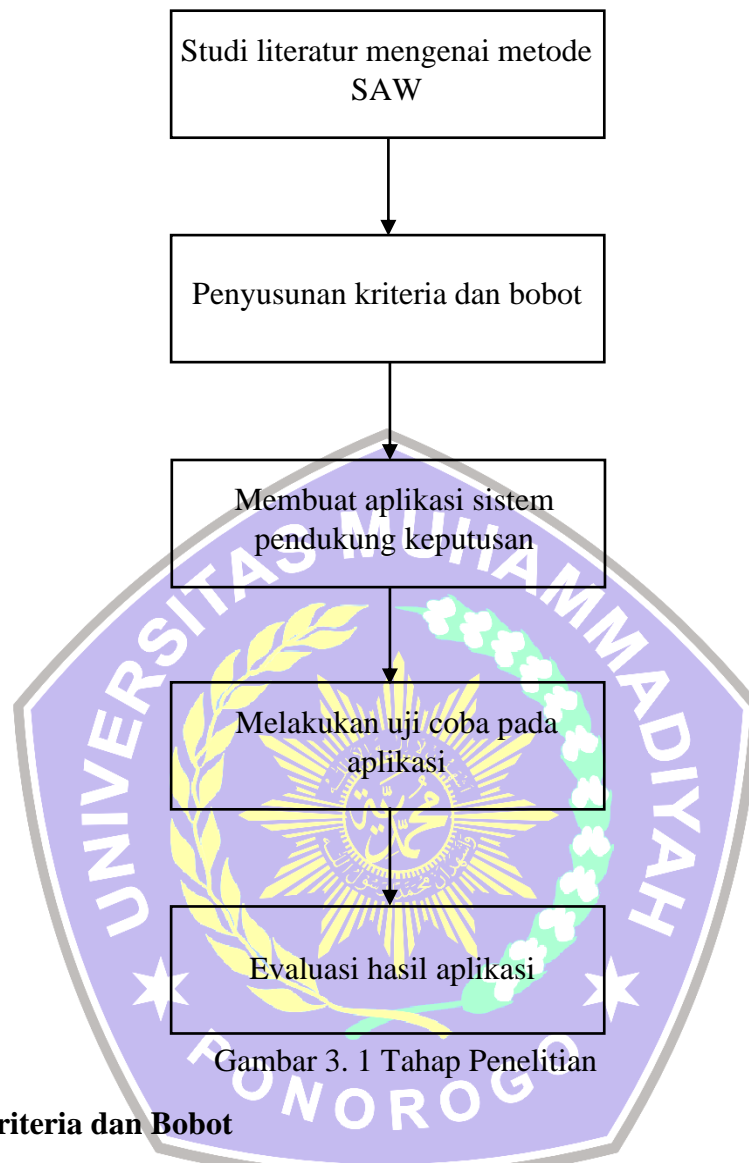 Studi literatur mengenai metode
SAW
Penyusunan kriteria dan bobot
Membuat aplikasi sistem
pendukung keputusan
UNIVERSITAS MUHAMMADIYAH
Melakukan uji coba pada
aplikasi
محمدية
Evaluasi hasil aplikasi
Gambar 3. 1 Tahap Penelitian
PONOROGO
riteria dan Bobot